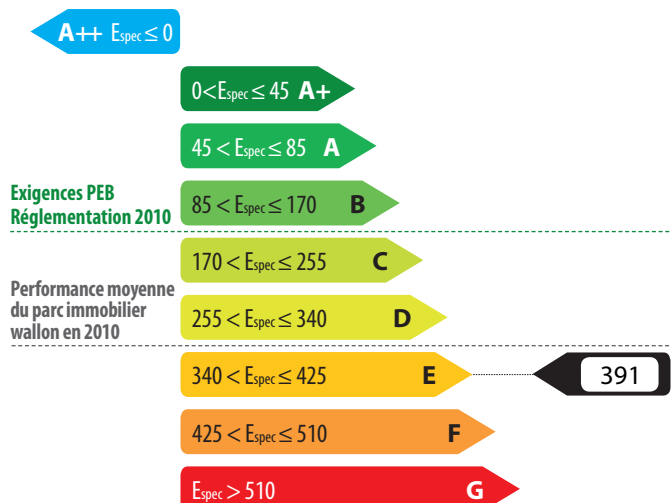 A++ Espec ≤ 0
0<Espec ≤ 45 A+
45 < Espec ≤ 85 A
Exigences PEB
Réglementation 2010
85 < Espec ≤ 170 B
170 < Espec ≤ 255 C
Performance moyenne
du parc immobilier
wallon en 2010
255 < Espec ≤ 340 D
340 < Espec ≤ 425 E
391
425 < Espec ≤ 510 F
Espec > 510 G